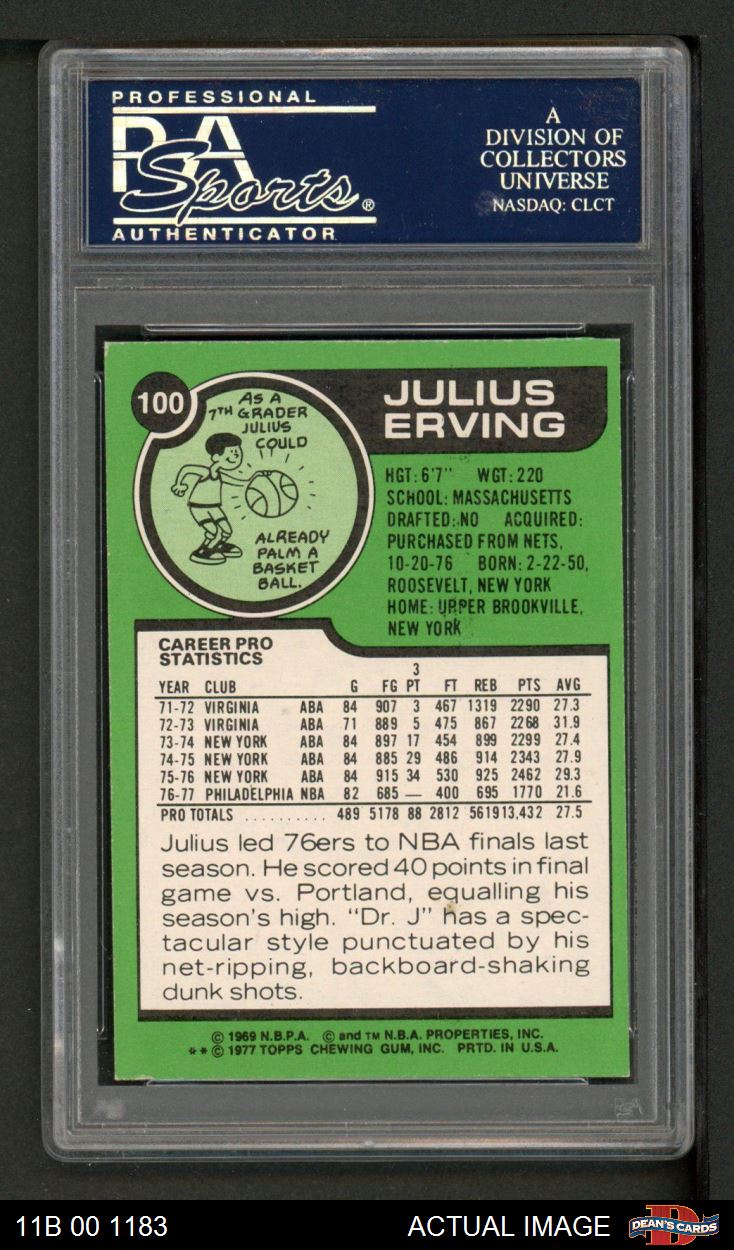 PROFESSIONAL
PSA
Sports®
AUTHENTICATOR
A
DIVISION OF
COLLECTORS
UNIVERSE
NASDAQ: CLCT
100
AS A
7TH GRADER
JULIUS
COULD
ALREADY
PALM A
BASKET
BALL.
JULIUS
ERVING
HGT: 6'7" WGT: 220
SCHOOL: MASSACHUSETTS
DRAFTED: NO ACQUIRED:
PURCHASED FROM NETS,
10-20-76 BORN: 2-22-50,
ROOSEVELT, NEW YORK
HOME: UPPER BROOKVILLE,
NEW YORK
CAREER PRO
STATISTICS
3
YEAR CLUB G FG PT FT REB PTS AVG
71-72 VIRGINIA ABA 84 907 3 467 1319 2290 27.3
72-73 VIRGINIA ABA 71 889 5 475 867 2268 31.9
73-74 NEW YORK ABA 84 897 17 454 899 2299 27.4
74-75 NEW YORK ABA 84 885 29 486 914 2343 27.9
75-76 NEW YORK ABA 84 915 34 530 925 2462 29.3
76-77 PHILADELPHIA NBA 82 685 — 400 695 1770 21.6
PRO TOTALS .......... 489 5178 88 2812 5619 13,432 27.5
Julius led 76ers to NBA finals last
season. He scored 40 points in final
game vs. Portland, equalling his
season's high. "Dr. J" has a spec-
tacular style punctuated by his
net-ripping, backboard-shaking
dunk shots.
© 1969 N.B.P.A. © and TM N.B.A. PROPERTIES, INC.
** © 1977 TOPPS CHEWING GUM, INC. PRTD. IN U.S.A.
11B 00 1183
ACTUAL IMAGE
D
DEAN'S CARDS